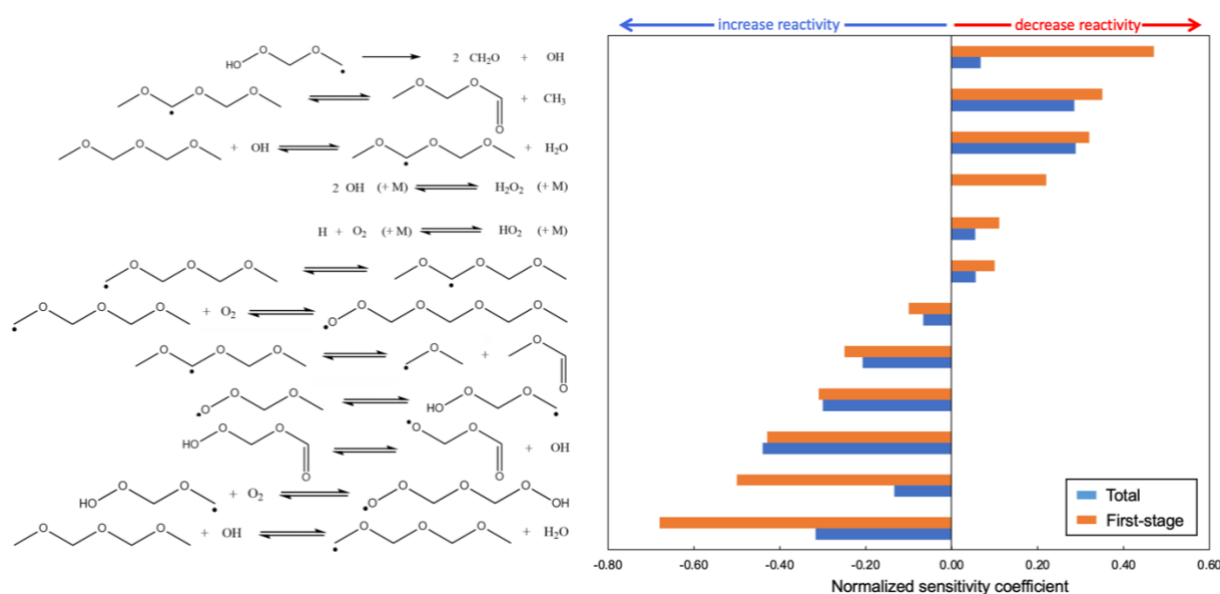 increase reactivity decrease reactivity
HO O O • 2 CH₂O + OH
O • O O O O O + CH₃
O O O + OH O • O O + H₂O
2 OH (+ M) H₂O₂ (+ M)
H + O₂ (+ M) HO₂ (+ M)
• O O O O • O O
• O O O + O₂ • O O O O O
O • O O • O + O O
• O O O HO O O •
HO O O O • O O O + OH
HO O O • + O₂ • O O O O OH
O O O + OH • O O O + H₂O
Total
First-stage
-0.80 -0.60 -0.40 -0.20 0.00 0.20 0.40 0.60
Normalized sensitivity coefficient